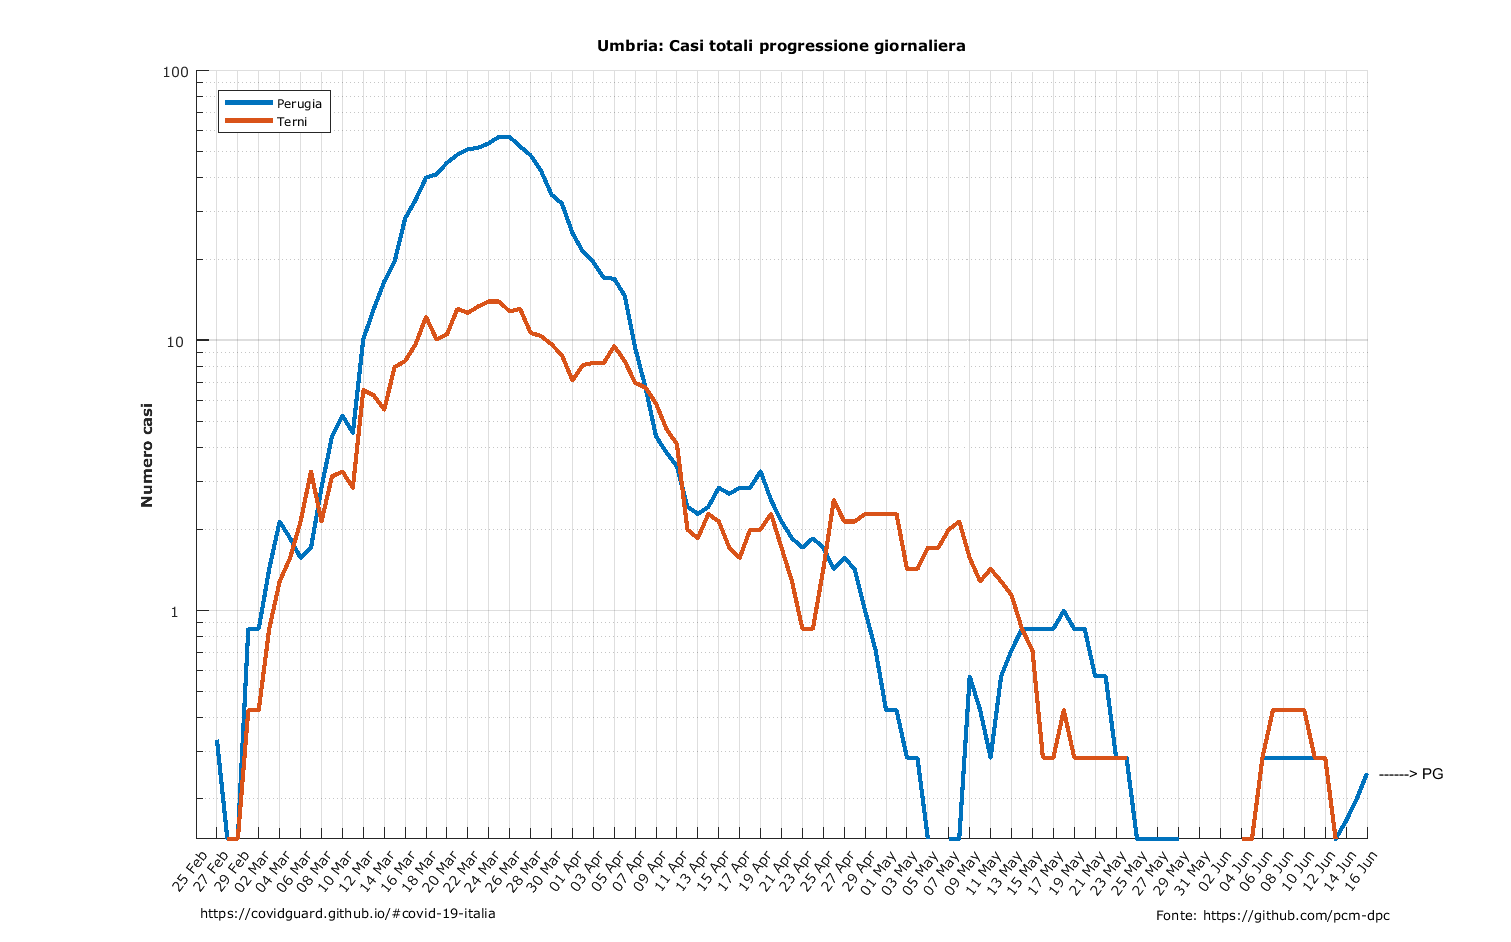 Umbria: Casi totali progressione giornaliera
100
Perugia
Terni
10
Numero casi
1
------> PG
25 Feb
27 Feb
29 Feb
02 Mar
04 Mar
06 Mar
08 Mar
10 Mar
12 Mar
14 Mar
16 Mar
18 Mar
20 Mar
22 Mar
24 Mar
26 Mar
28 Mar
30 Mar
01 Apr
03 Apr
05 Apr
07 Apr
09 Apr
11 Apr
13 Apr
15 Apr
17 Apr
19 Apr
21 Apr
23 Apr
25 Apr
27 Apr
29 Apr
01 May
03 May
05 May
07 May
09 May
11 May
13 May
15 May
17 May
19 May
21 May
23 May
25 May
27 May
29 May
31 May
02 Jun
04 Jun
06 Jun
08 Jun
10 Jun
12 Jun
14 Jun
16 Jun
https://covidguard.github.io/#covid-19-italia
Fonte: https://github.com/pcm-dpc